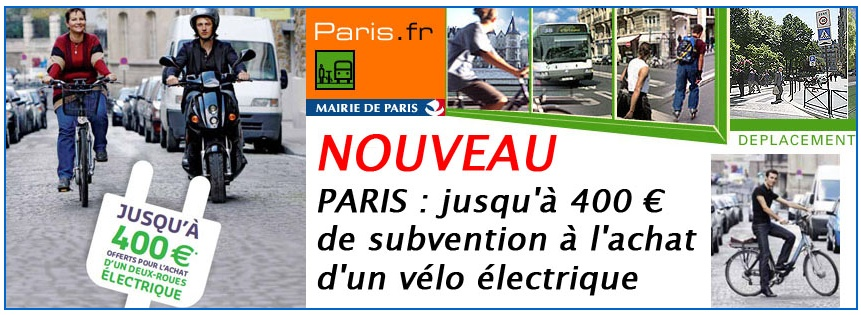 JUSQU'À
400 €*
OFFERTS POUR L'ACHAT
D'UN DEUX-ROUES
ÉLECTRIQUE
Paris.fr
MAIRIE DE PARIS
DEPLACEMENT
NOUVEAU
PARIS : jusqu'à 400 €
de subvention à l'achat
d'un vélo électrique